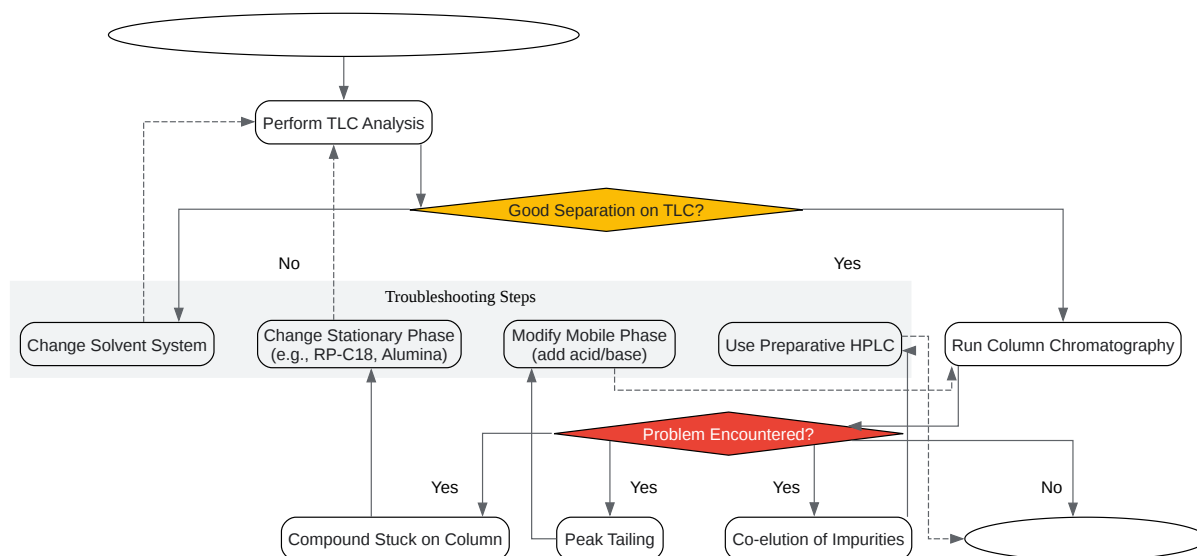 Perform TLC Analysis
Good Separation on TLC?
No
Yes
Troubleshooting Steps
Change Solvent System
Change Stationary Phase
(e.g., RP-C18, Alumina)
Modify Mobile Phase
(add acid/base)
Use Preparative HPLC
Run Column Chromatography
Problem Encountered?
Yes
Yes
Yes
No
Compound Stuck on Column
Peak Tailing
Co-elution of Impurities